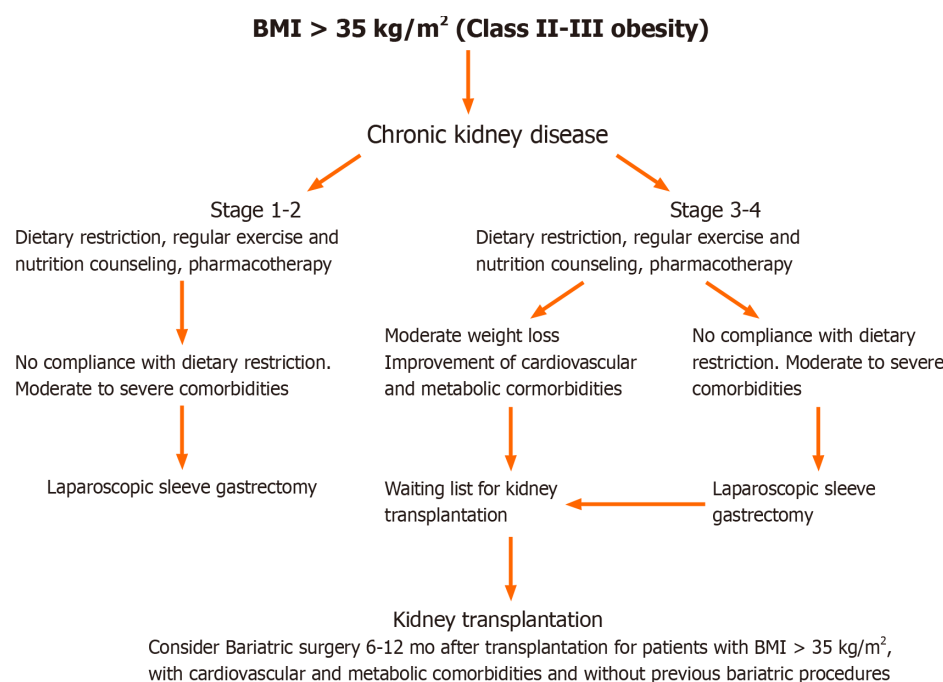 BMI > 35 kg/m² (Class II-III obesity)
Chronic kidney disease
Stage 1-2
Dietary restriction, regular exercise and
nutrition counseling, pharmacotherapy
No compliance with dietary restriction.
Moderate to severe comorbidities
Laparoscopic sleeve gastrectomy
Stage 3-4
Dietary restriction, regular exercise and
nutrition counseling, pharmacotherapy
Moderate weight loss
Improvement of cardiovascular
and metabolic cormorbidities
No compliance with dietary
restriction. Moderate to severe
comorbidities
Waiting list for kidney
transplantation
Laparoscopic sleeve
gastrectomy
Kidney transplantation
Consider Bariatric surgery 6-12 mo after transplantation for patients with BMI > 35 kg/m²,
with cardiovascular and metabolic comorbidities and without previous bariatric procedures